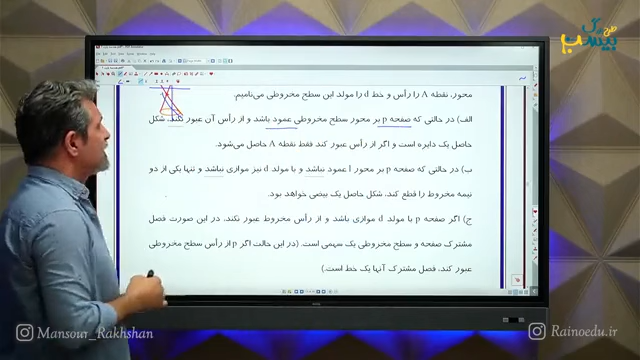 طرح
بیست
محور، نقطه A را رأس و خط d را مولد این سطح مخروطی می‌نامیم.
الف) در حالتی که صفحه p بر محور سطح مخروطی عمود باشد و از رأس آن عبور نکند، شکل
حاصل یک دایره است و اگر از رأس عبور کند فقط نقطه A حاصل می‌شود.
ب) در حالتی که صفحه p بر محور l عمود نباشد و با مولد d نیز موازی نباشد و تنها یکی از دو
نیمه مخروط را قطع کند، شکل حاصل یک بیضی خواهد بود.
ج) اگر صفحه p با مولد d موازی باشد و از رأس مخروط عبور نکند، در این صورت فصل
مشترک صفحه و سطح مخروطی یک سهمی است. (در این حالت اگر p از رأس سطح مخروطی
عبور کند، فصل مشترک آنها یک خط است.)
Mansour_Rakhshan
Rainoedu.ir